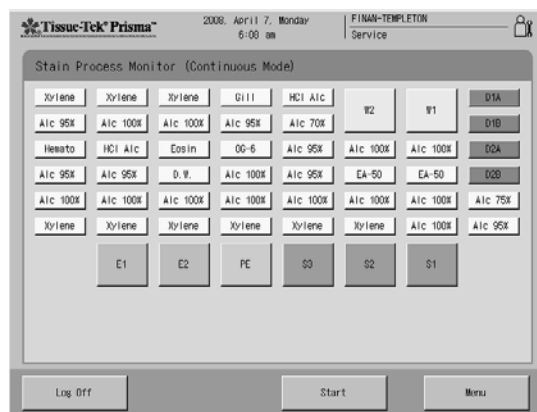 Tissue-Tek® Prisma™
2008, April 7, Monday
6:08 am
FINAN-TEMPLETON
Service
Stain Process Monitor (Continuous Mode)
Xylene Xylene Xylene Gill HCl Alc W2 W1 D1A
Alc 95% Alc 100% Alc 95% Alc 100% Alc 70% D1B
Hemato HCl Alc Eosin OG-6 Alc 95% Alc 100% Alc 100% D2A
Alc 95% Alc 95% D.W. Alc 100% Alc 95% EA-50 EA-50 D2B
Alc 100% Alc 100% Alc 100% Alc 100% Alc 100% Alc 100% Alc 100% Alc 75%
Xylene Xylene Xylene Xylene Xylene Xylene Alc 100% Alc 95%
E1 E2 PE S3 S2 S1
Log Off Start Menu